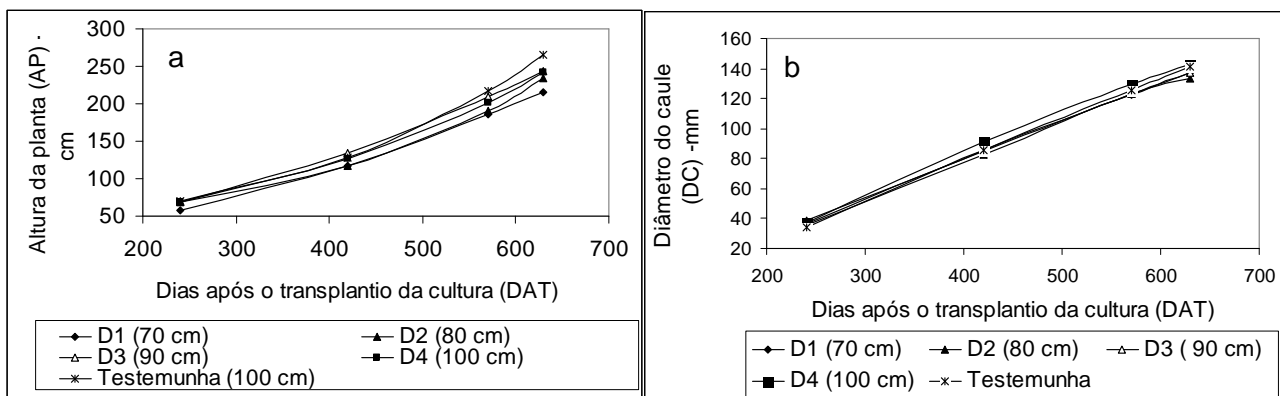 a
Altura da planta (AP) -
cm
300
250
200
150
100
50
200 300 400 500 600 700
Dias após o transplantio da cultura (DAT)
D1 (70 cm) D2 (80 cm)
D3 (90 cm) D4 (100 cm)
Testemunha (100 cm)
b
Diâmetro do caule
(DC) -mm
160
140
120
100
80
60
40
20
200 300 400 500 600 700
Dias após o transplantio da cultura (DAT)
D1 (70 cm) D2 (80 cm) D3 ( 90 cm)
D4 (100 cm) Testemunha